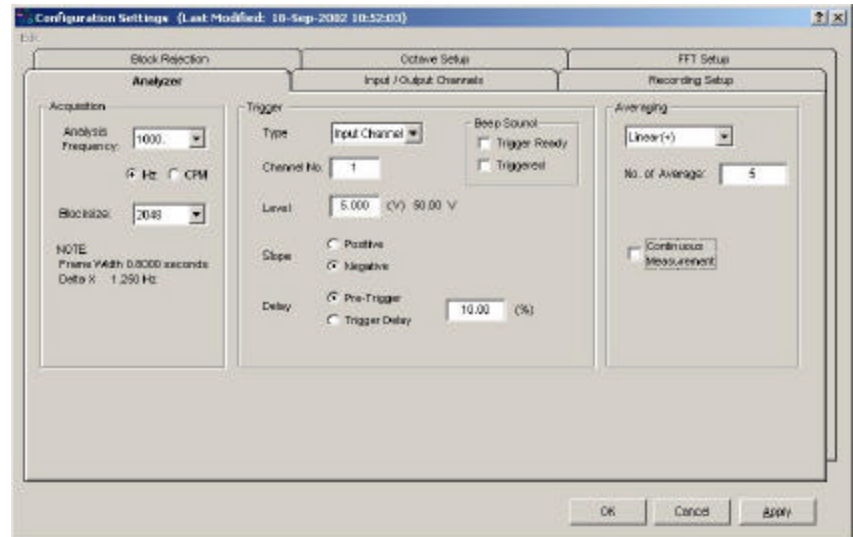 Configuration Settings (Last Modified: 10-Sep-2002 10:52:03)
Edit
Block Rejection
Octave Setup
FFT Setup
Analyzer
Input / Output Channels
Recording Setup
Acquisition
Analysis
Frequency:
1000.
Hz
CPM
Blocksize:
2048
NOTE
Frame Width 0.8000 seconds
Delta X 1.250 Hz
Trigger
Type
Input Channel
Beep Sound
Trigger Ready
Triggered
Channel No.
1
Level
5.000
(V) 50.00 V
Slope
Positive
Negative
Delay
Pre-Trigger
Trigger Delay
10.00
(%)
Averaging
Linear(+)
No. of Average:
5
Continuous
Measurement
OK
Cancel
Apply